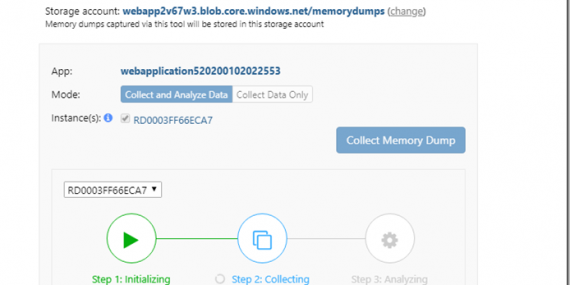 Storage account: webapp2v67w3.blob.core.windows.net/memorydumps (change)
Memory dumps captured via this tool will be stored in this storage account
App: webapplication520200102022553
Mode: Collect and Analyze Data Collect Data Only
Instance(s): RD0003FF66ECA7
Collect Memory Dump
RD0003FF66ECA7
Step 1: Initializing Step 2: Collecting Step 3: Analyzing